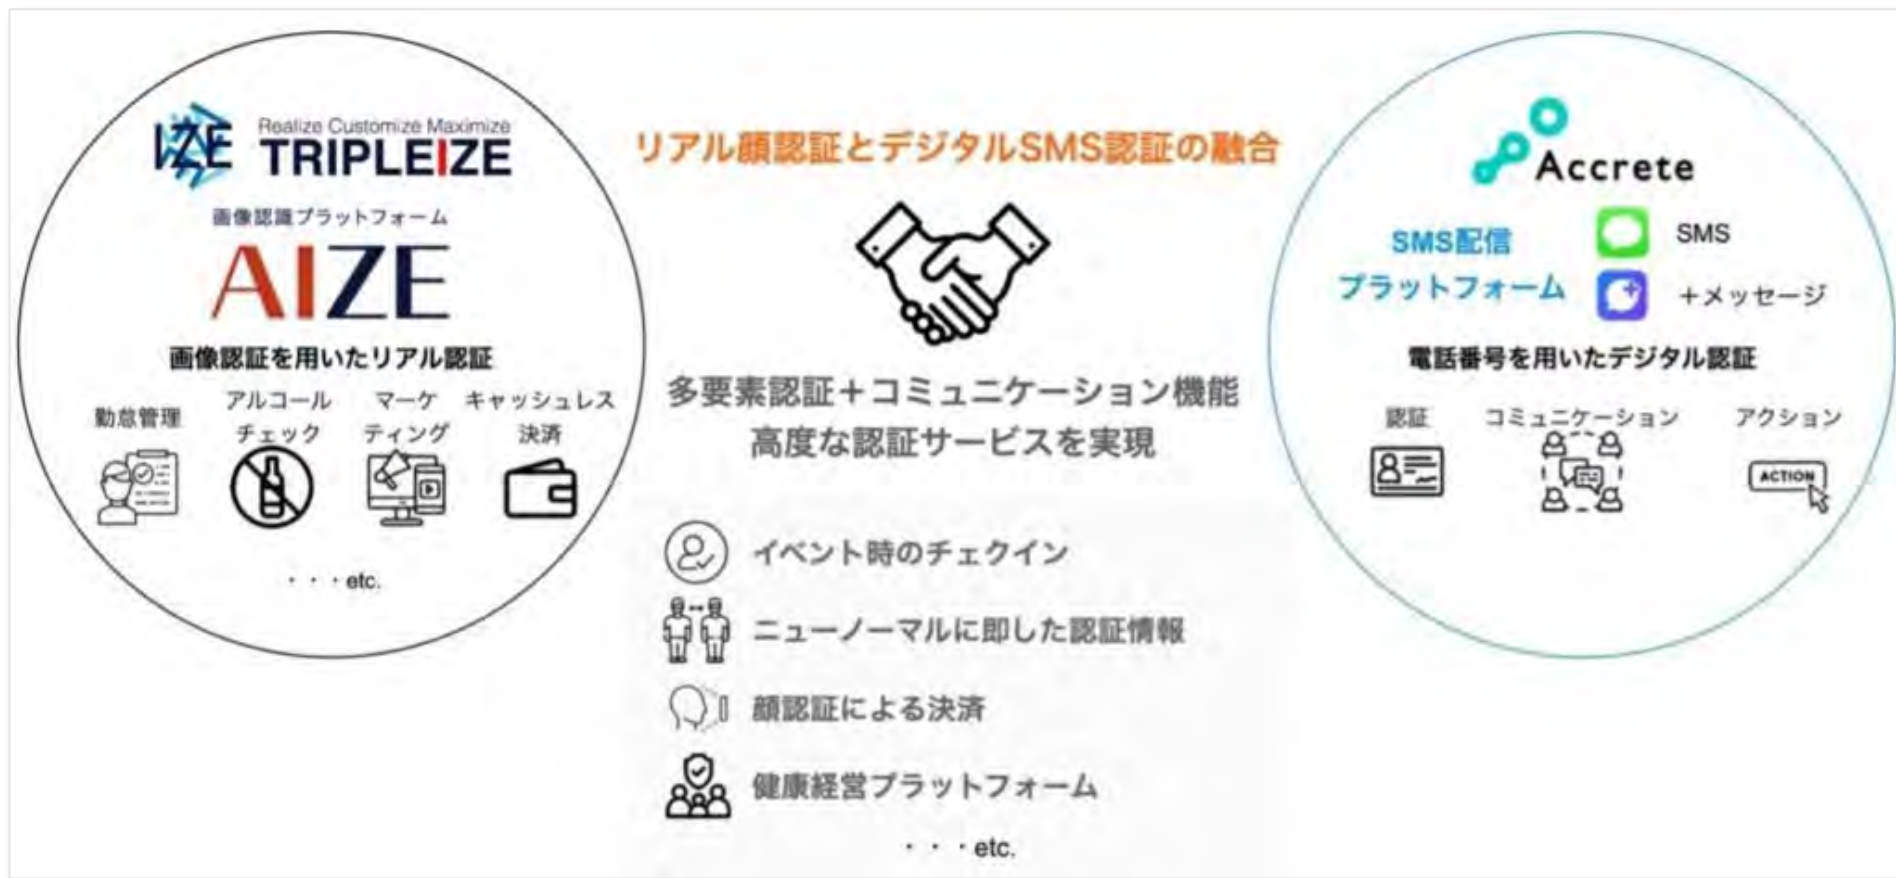 IZE
Realize Customize Maximize
TRIPLEIZE
画像認識プラットフォーム
AIZE
画像認証を用いたリアル認証
勤怠管理
アルコール
チェック
マーケ
ティング
キャッシュレス
決済
・・・etc.
リアル顔認証とデジタルSMS認証の融合
多要素認証＋コミュニケーション機能
高度な認証サービスを実現
イベント時のチェクイン
ニューノーマルに即した認証情報
顔認証による決済
健康経営プラットフォーム
・・・etc.
Accrete
SMS配信
プラットフォーム
SMS
＋メッセージ
電話番号を用いたデジタル認証
認証
コミュニケーション
アクション
ACTION